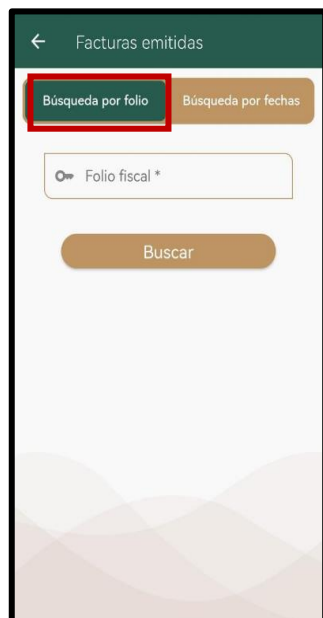 Facturas emitidas
Búsqueda por folio
Búsqueda por fechas
Folio fiscal *
Buscar